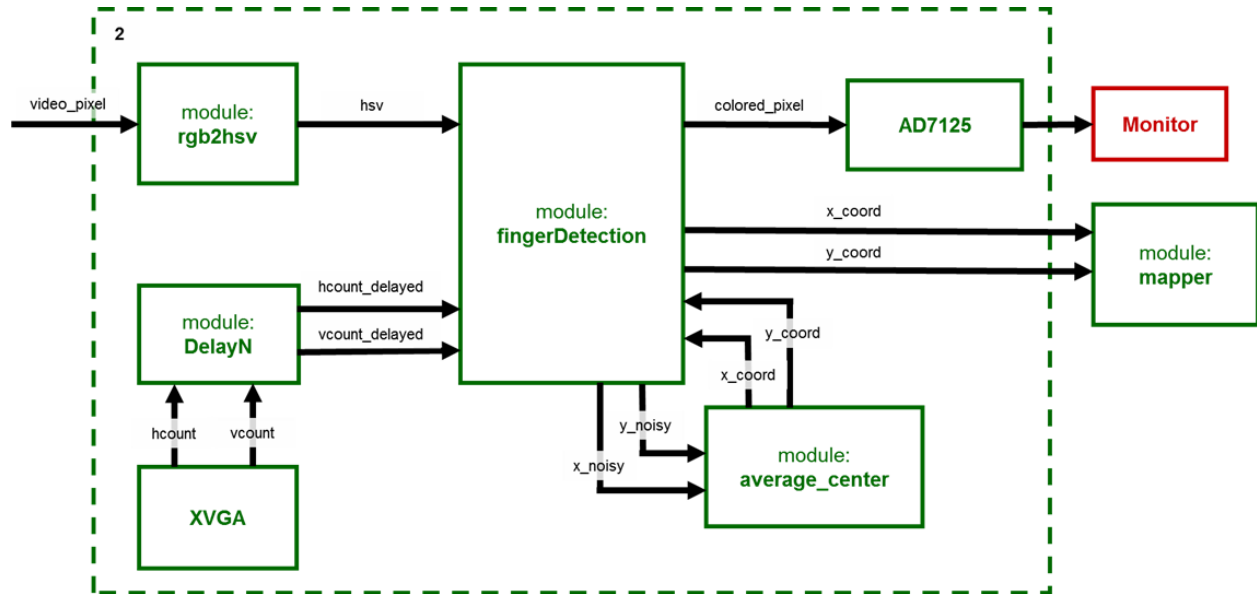 2
video_pixel
module:
rgb2hsv
hsv
module:
fingerDetection
colored_pixel
AD7125
Monitor
x_coord
y_coord
module:
mapper
module:
DelayN
hcount_delayed
vcount_delayed
hcount
vcount
XVGA
y_coord
x_coord
y_noisy
x_noisy
module:
average_center